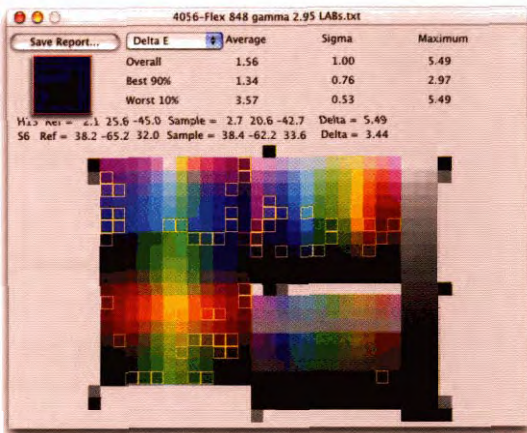 4056-Flex 848 gamma 2.95 LABs.txt
Save Report... Delta E Average Sigma Maximum
Overall 1.56 1.00 5.49
Best 90% 1.34 0.76 2.97
Worst 10% 3.57 0.53 5.49
Ref = 2.1 25.6 -45.0 Sample = 2.7 20.6 -42.7 Delta = 5.49
S6 Ref = 38.2 -65.2 32.0 Sample = 38.4 -62.2 33.6 Delta = 3.44